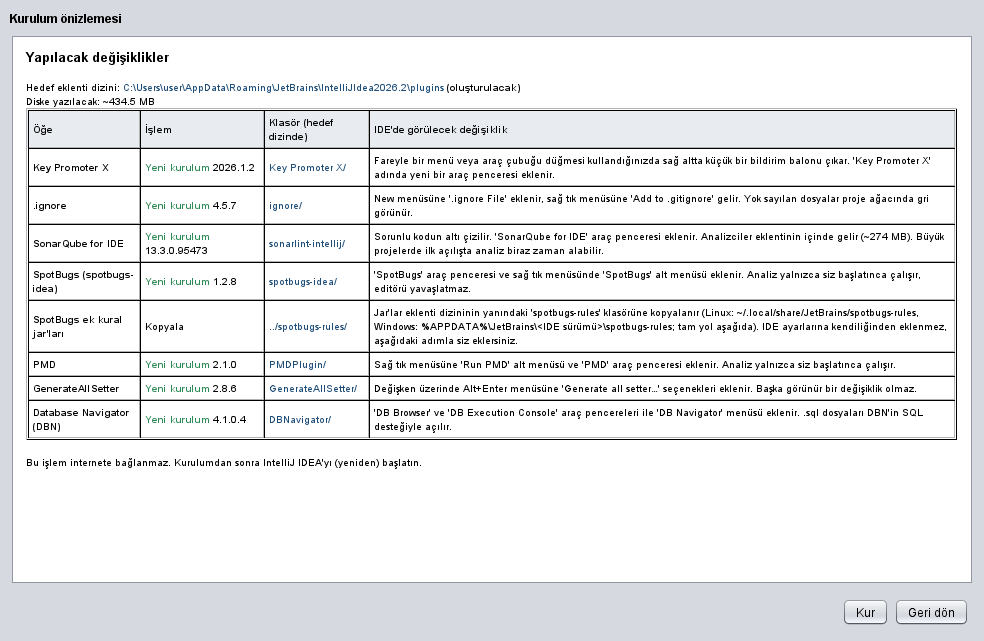 Kurulum önizlemesi
Yapılacak değişiklikler
Hedef eklenti dizini: C:\Users\user\AppData\Roaming\JetBrains\IntelliJIdea2026.2\plugins (oluşturulacak)
Diske yazılacak: ~434.5 MB
Öğe
İşlem
Klasör (hedef
dizinde)
IDE'de görülecek değişiklik
Key Promoter X
Yeni kurulum 2026.1.2
Key Promoter X/
Fareyle bir menü veya araç çubuğu düğmesi kullandığınızda sağ altta küçük bir bildirim balonu çıkar. 'Key Promoter X'
adında yeni bir araç penceresi eklenir.
.ignore
Yeni kurulum 4.5.7
ignore/
New menüsüne '.ignore File' eklenir, sağ tık menüsüne 'Add to .gitignore' gelir. Yok sayılan dosyalar proje ağacında gri
görünür.
SonarQube for IDE
Yeni kurulum
13.3.0.95473
sonarlint-intellij/
Sorunlu kodun altı çizilir. 'SonarQube for IDE' araç penceresi eklenir. Analizciler eklentinin içinde gelir (~274 MB). Büyük
projelerde ilk açılışta analiz biraz zaman alabilir.
SpotBugs (spotbugs-
idea)
Yeni kurulum 1.2.8
spotbugs-idea/
'SpotBugs' araç penceresi ve sağ tık menüsünde 'SpotBugs' alt menüsü eklenir. Analiz yalnızca siz başlatınca çalışır,
editörü yavaşlatmaz.
SpotBugs ek kural
jar'ları
Kopyala
../spotbugs-rules/
Jar'lar eklenti dizininin yanındaki 'spotbugs-rules' klasörüne kopyalanır (Linux: ~/.local/share/JetBrains/spotbugs-rules,
Windows: %APPDATA%\JetBrains\<IDE sürümü>\spotbugs-rules; tam yol aşağıda). IDE ayarlarına kendiliğinden eklenmez,
aşağıdaki adımla siz eklersiniz.
PMD
Yeni kurulum 2.1.0
PMDPlugin/
Sağ tık menüsüne 'Run PMD' alt menüsü ve 'PMD' araç penceresi eklenir. Analiz yalnızca siz başlatınca çalışır.
GenerateAllSetter
Yeni kurulum 2.8.6
GenerateAllSetter/
Değişken üzerinde Alt+Enter menüsüne 'Generate all setter...' seçenekleri eklenir. Başka görünür bir değişiklik olmaz.
Database Navigator
(DBN)
Yeni kurulum 4.1.0.4
DBNavigator/
'DB Browser' ve 'DB Execution Console' araç pencereleri ile 'DB Navigator' menüsü eklenir. .sql dosyaları DBN'in SQL
desteğiyle açılır.
Bu işlem internete bağlanmaz. Kurulumdan sonra IntelliJ IDEA'yı (yeniden) başlatın.
Kur
Geri dön